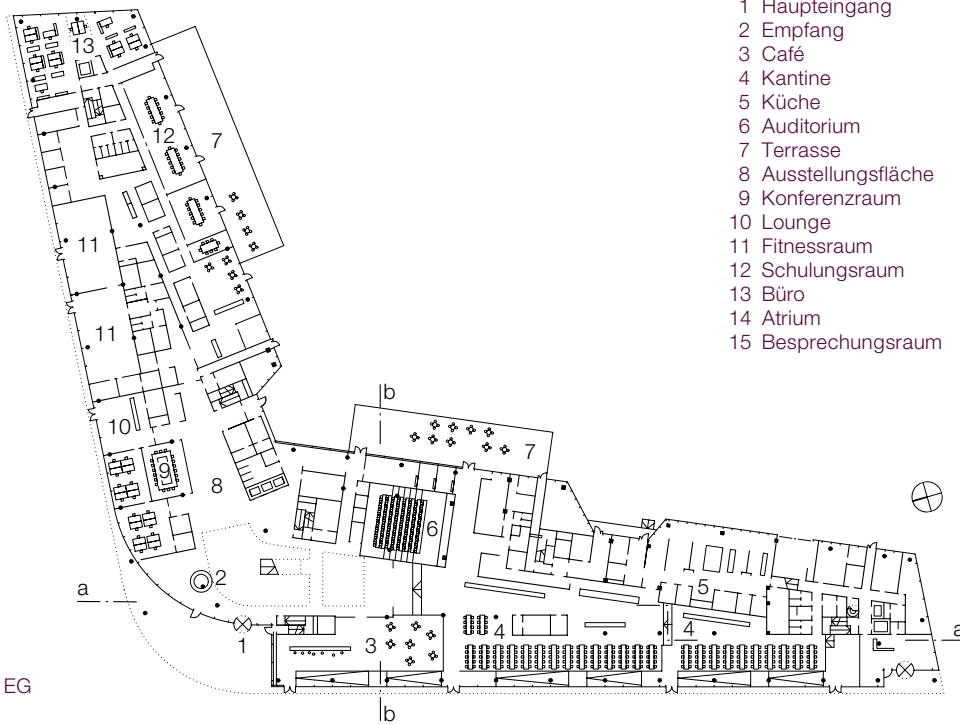 1 Haupteingang
2 Empfang
3 Café
4 Kantine
5 Küche
6 Auditorium
7 Terrasse
8 Ausstellungsfläche
9 Konferenzraum
10 Lounge
11 Fitnessraum
12 Schulungsraum
13 Büro
14 Atrium
15 Besprechungsraum
13
12
7
11
11
b
10
7
9
8
6
2
a
5
1
3
4
4
a
EG
b